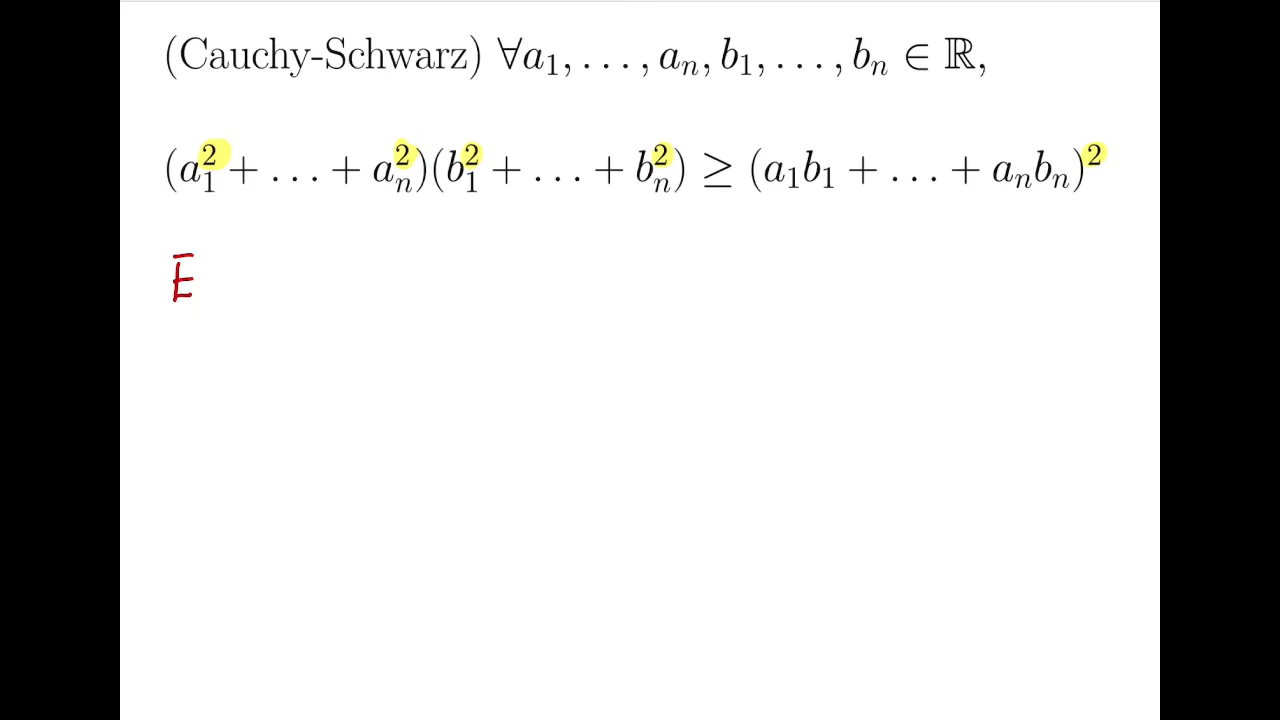 (Cauchy-Schwarz) ∀a₁, . . . , aₙ, b₁, . . . , bₙ ∈ ℝ,
(a₁² + . . . + aₙ²)(b₁² + . . . + bₙ²) ≥ (a₁b₁ + . . . + aₙbₙ)²
E